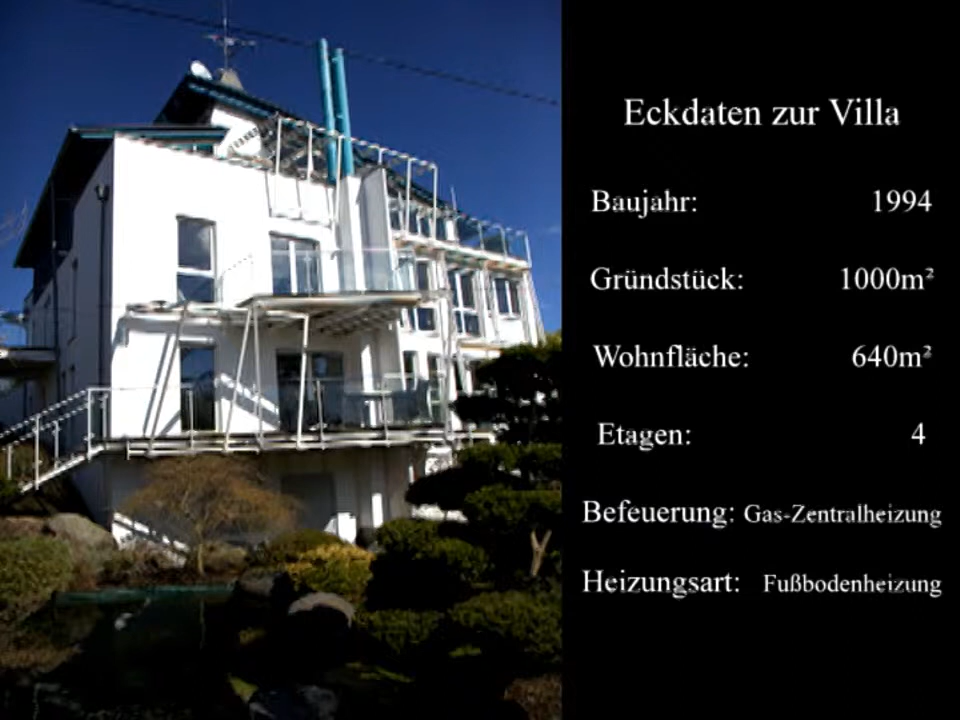 Eckdaten zur Villa
Baujahr: 1994
Gründstück: 1000m²
Wohnfläche: 640m²
Etagen: 4
Befeuerung: Gas-Zentralheizung
Heizungsart: Fußbodenheizung